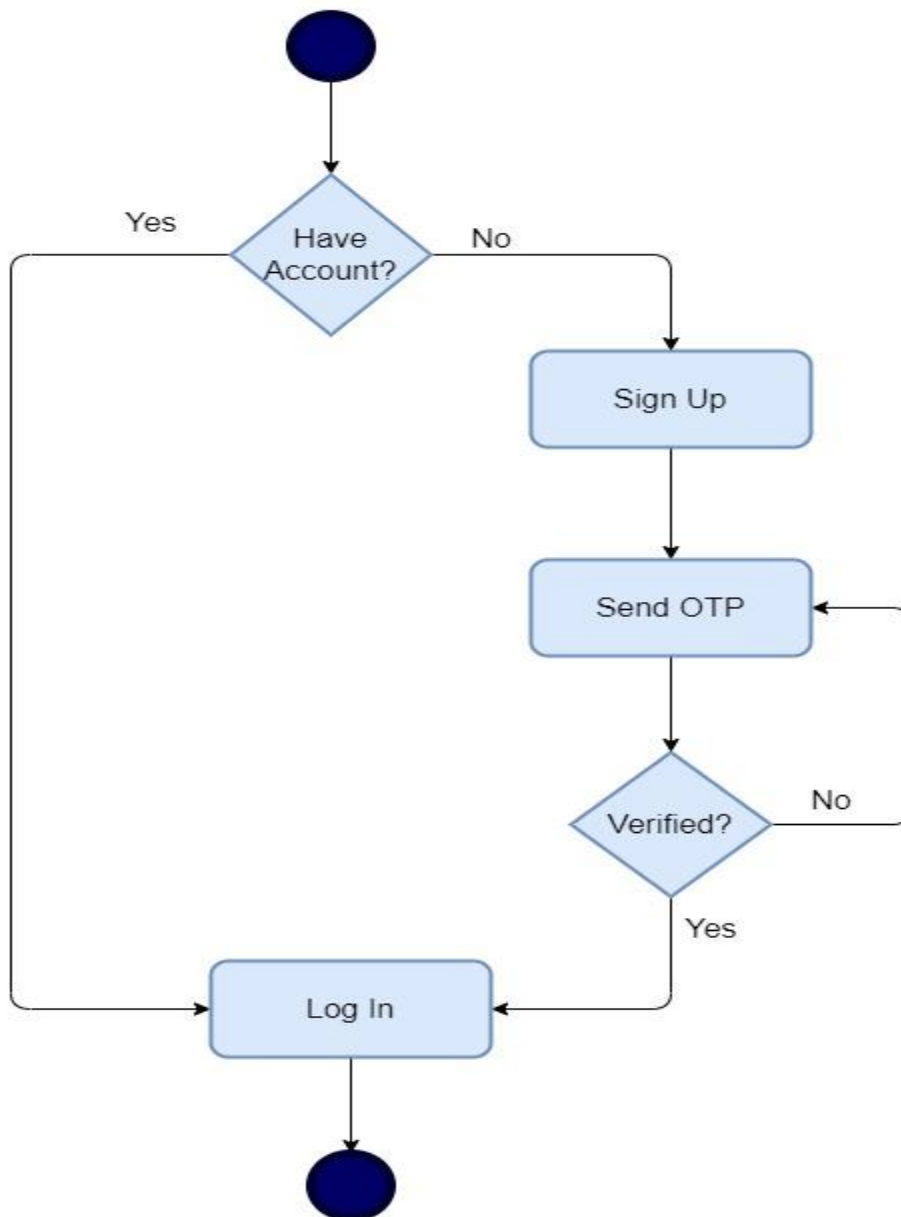 Yes
Have
Account?
No
Sign Up
Send OTP
Verified?
No
Yes
Log In